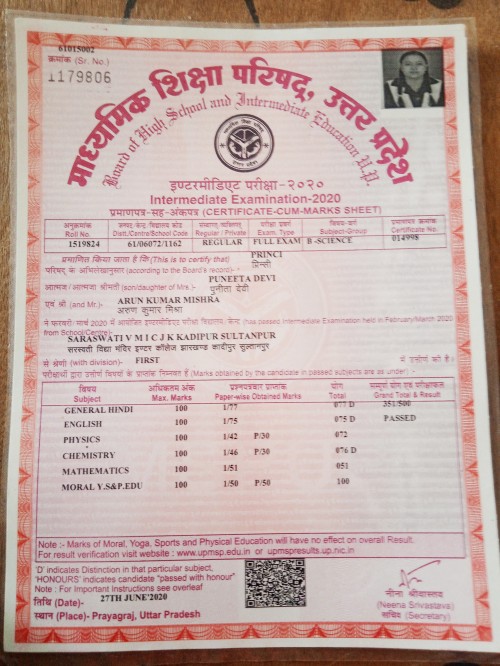 61015002
क्रमांक (Sr. No.)
1179806
माध्यमिक शिक्षा परिषद, उत्तर प्रदेश
Board of High School and Intermediate Education U.P.
इण्टरमीडिएट परीक्षा-२०२०
Intermediate Examination-2020
प्रमाणपत्र-सह-अंकपत्र (CERTIFICATE-CUM-MARKS SHEET)
अनुक्रमांक जनपद/केन्द्र/विद्यालय कोड संस्थागत/व्यक्तिगत परीक्षा प्रकार विषय-वर्ग प्रमाणपत्र क्रमांक
Roll No. Distt./Centre/School Code Regular / Private Exam. Type Subject-Group Certificate No.
1519824 61/06072/1162 REGULAR FULL EXAM B -SCIENCE 014998
प्रमाणित किया जाता है कि (This is to certify that) PRINCI
परिषद् के अभिलेखानुसार (according to the Board's record)- प्रिन्सी
आत्मज/आत्मजा श्रीमती (son/daughter of Mrs.)- PUNEETA DEVI
पुनीता देवी
एवं श्री (and Mr.)- ARUN KUMAR MISHRA
अरुण कुमार मिश्रा
ने फरवरी/मार्च 2020 में आयोजित इण्टरमीडिएट परीक्षा विद्यालय/केन्द्र (has passed Intermediate Examination held in February/March 2020
from School/Centre)-
SARASWATI V M I C J K KADIPUR SULTANPUR
सरस्वती विद्या मंदिर इण्टर कॉलेज झारखण्ड कादीपुर सुल्तानपुर
से श्रेणी (with division)- FIRST में उत्तीर्ण की है।
परीक्षार्थी द्वारा उत्तीर्ण विषयों के प्राप्तांक निम्नवत हैं (Marks obtained by the candidate in passed subjects are as under)-
विषय अधिकतम अंक प्रश्नपत्रवार प्राप्तांक योग सम्पूर्ण योग एवं परीक्षाफल
Subject Max. Marks Paper-wise Obtained Marks Total Grand Total & Result
GENERAL HINDI 100 1/77 077 D 351/500
ENGLISH 100 1/75 075 D PASSED
PHYSICS 100 1/42 P/30 072
CHEMISTRY 100 1/46 P/30 076 D
MATHEMATICS 100 1/51 051
MORAL Y.S&P.EDU 100 1/50 P/50 100
Note :- Marks of Moral, Yoga, Sports and Physical Education will have no effect on overall Result.
For result verification visit website : www.upmsp.edu.in or upmspresults.up.nic.in
'D' indicates Distinction in that particular subject,
'HONOURS' indicates candidate "passed with honour"
Note : For Important Instructions see overleaf
तिथि (Date)- 27TH JUNE'2020
स्थान (Place)- Prayagraj, Uttar Pradesh
नीना श्रीवास्तव
(Neena Srivastava)
सचिव (Secretary)